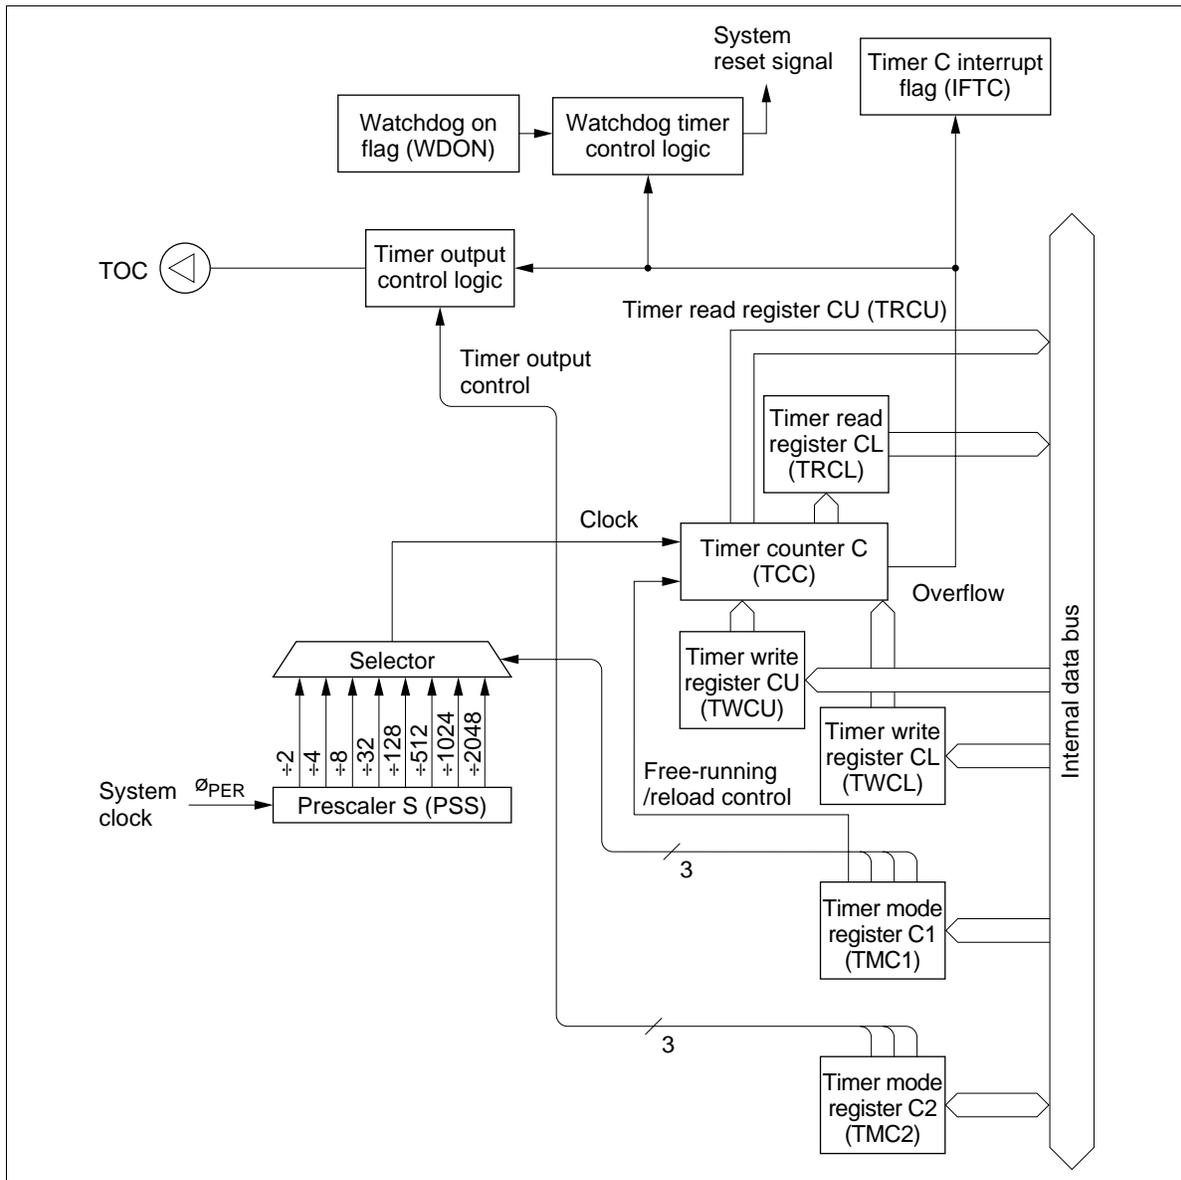 System
reset signal
Timer C interrupt
flag (IFTC)
Watchdog on
flag (WDON)
Watchdog timer
control logic
Timer output
control logic
TOC
Timer read register CU (TRCU)
Timer output
control
Timer read
register CL
(TRCL)
Clock
Timer counter C
(TCC)
Overflow
Selector
Timer write
register CU
(TWCU)
Timer write
register CL
(TWCL)
Internal data bus
÷2
÷4
÷8
÷32
÷128
÷512
÷1024
÷2048
System
clock
øPER
Prescaler S (PSS)
Free-running
/reload control
3
Timer mode
register C1
(TMC1)
3
Timer mode
register C2
(TMC2)